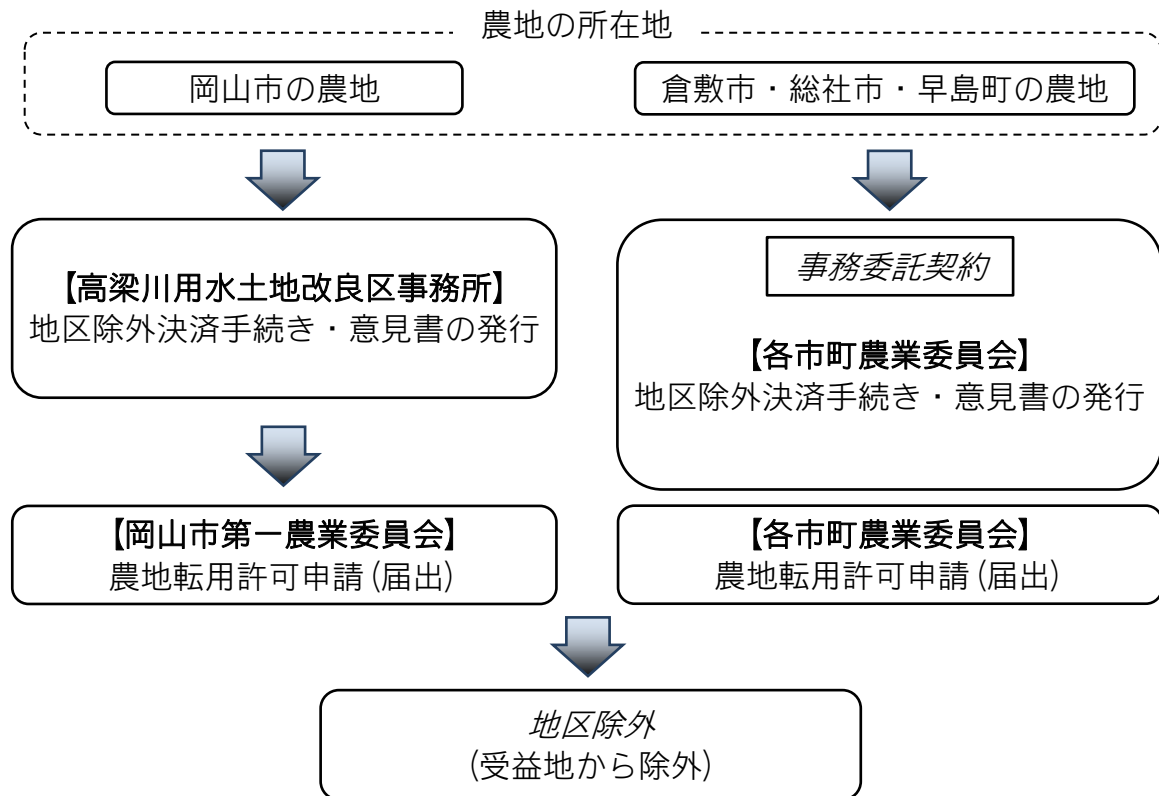 農地の所在地
岡山市の農地
倉敷市・総社市・早島町の農地
【高梁川用水土地改良区事務所】
地区除外決済手続き・意見書の発行
事務委託契約
【各市町農業委員会】
地区除外決済手続き・意見書の発行
【岡山市第一農業委員会】
農地転用許可申請(届出)
【各市町農業委員会】
農地転用許可申請(届出)
地区除外
(受益地から除外)